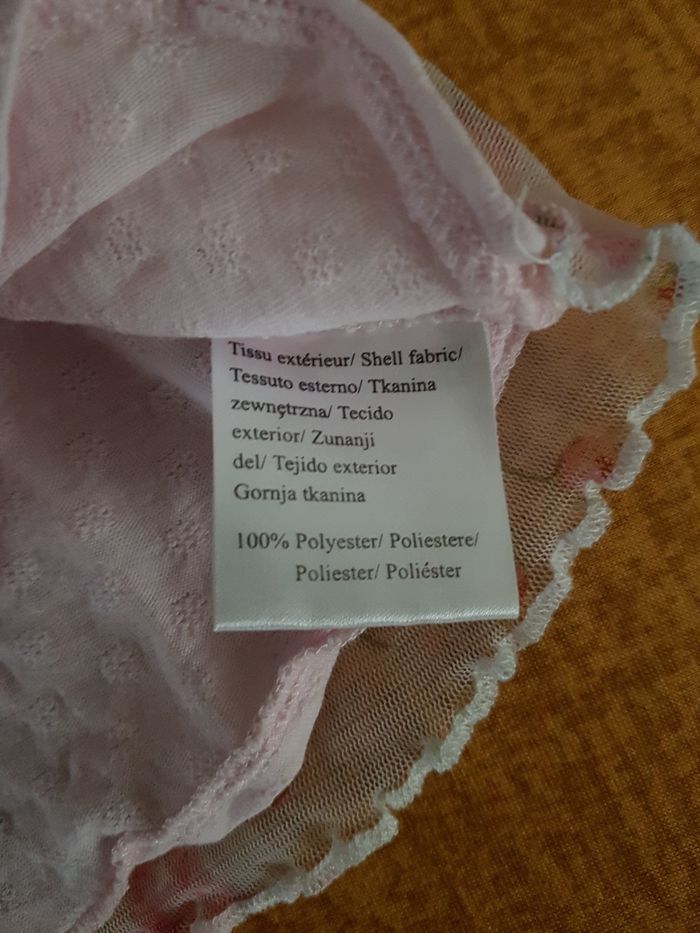 Tissu extérieur/ Shell fabric/
Tessuto esterno/ Tkanina
zewnętrzna/ Tecido
exterior/ Zunanji
del/ Tejido exterior
Gornja tkanina
100% Polyester/ Poliestere/
Poliester/ Poliéster